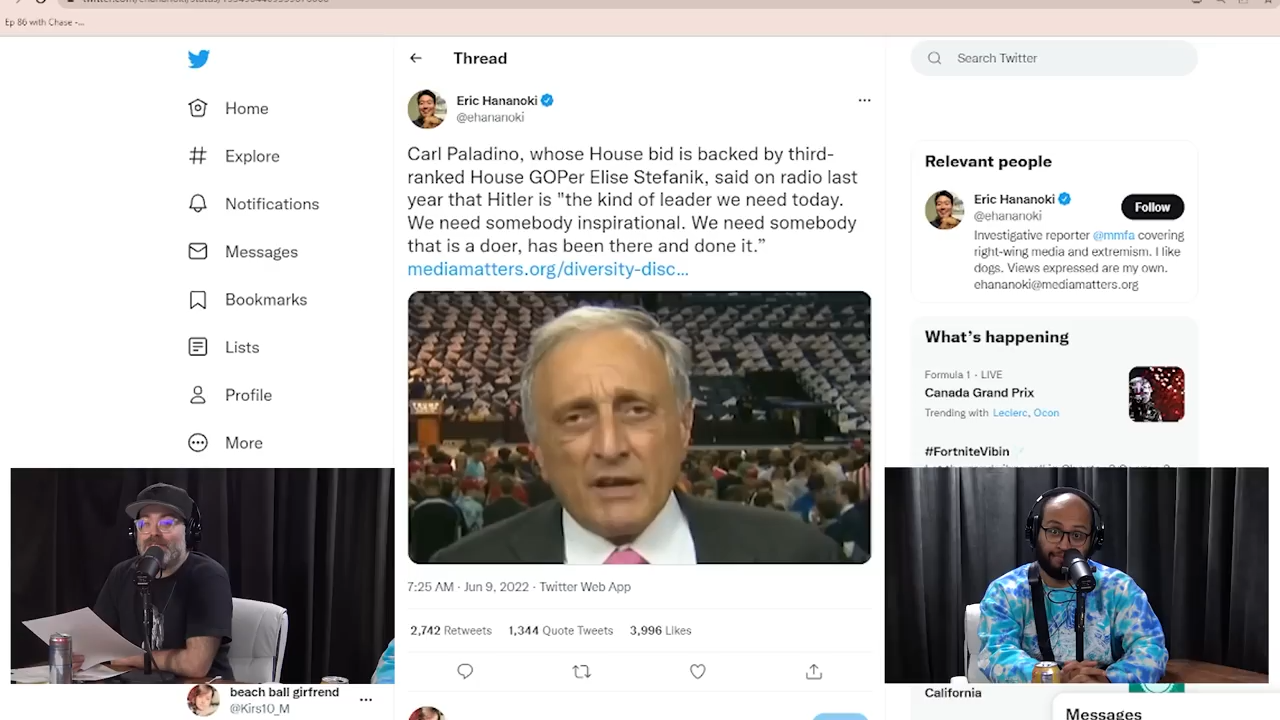 Ep 86 with Chase -...
Home
Explore
Notifications
Messages
Bookmarks
Lists
Profile
More
beach ball girfrend
@Kirs10_M
Thread
Eric Hananoki
@ehananoki
Carl Paladino, whose House bid is backed by third-
ranked House GOPer Elise Stefanik, said on radio last
year that Hitler is "the kind of leader we need today.
We need somebody inspirational. We need somebody
that is a doer, has been there and done it.”
mediamatters.org/diversity-disc...
7:25 AM · Jun 9, 2022 · Twitter Web App
2,742 Retweets 1,344 Quote Tweets 3,996 Likes
Search Twitter
Relevant people
Eric Hananoki
@ehananoki
Follow
Investigative reporter @mmfa covering
right-wing media and extremism. I like
dogs. Views expressed are my own.
ehananoki@mediamatters.org
What’s happening
Formula 1 · LIVE
Canada Grand Prix
Trending with Leclerc, Ocon
#FortniteVibin
California
Messages